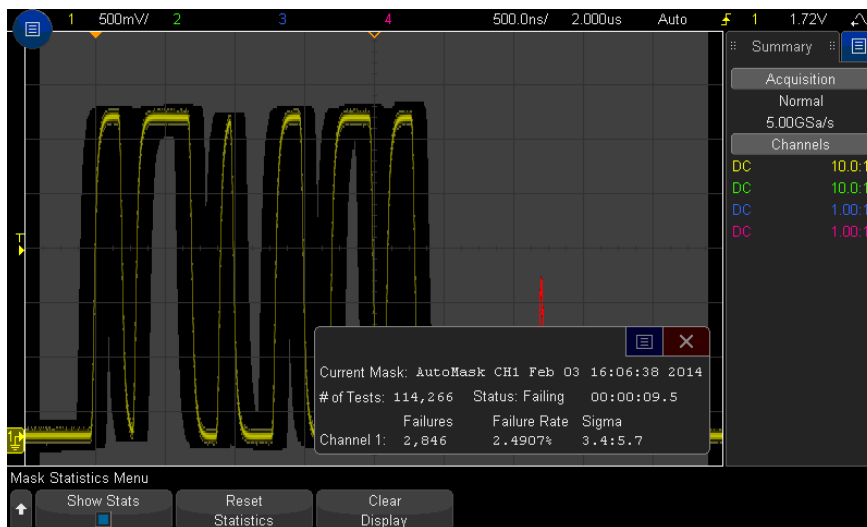 1 500mV/ 2 3 4 500.0ns/ 2.000us Auto 1 1.72V
Summary
Acquisition
Normal
5.00GSa/s
Channels
DC 10.0:1
DC 10.0:1
DC 1.00:1
DC 1.00:1
T
1
Current Mask: AutoMask CH1 Feb 03 16:06:38 2014
# of Tests: 114,266 Status: Failing 00:00:09.5
Failures Failure Rate Sigma
Channel 1: 2,846 2.4907% 3.4:5.7
Mask Statistics Menu
Show Stats
Reset Statistics
Clear Display